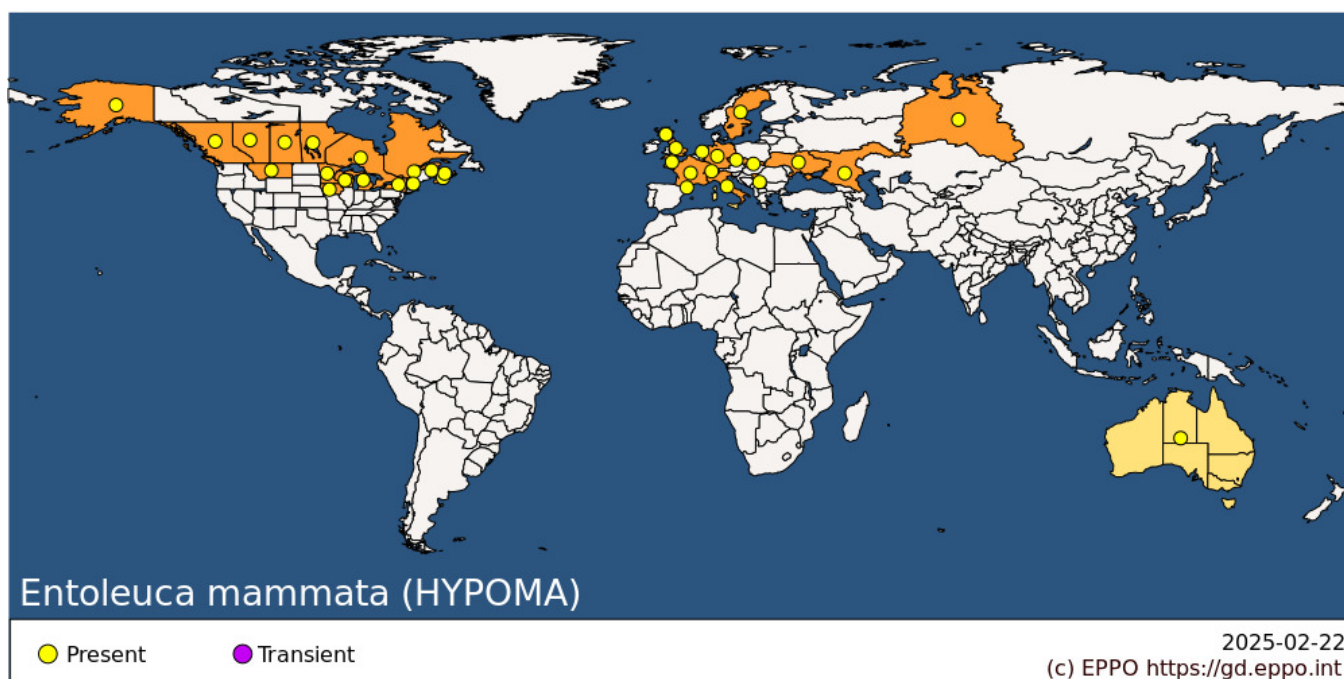 Entoleuca mammata (HYPOMA)
Present
Transient
2025-02-22
(c) EPPO https://gd.eppo.int